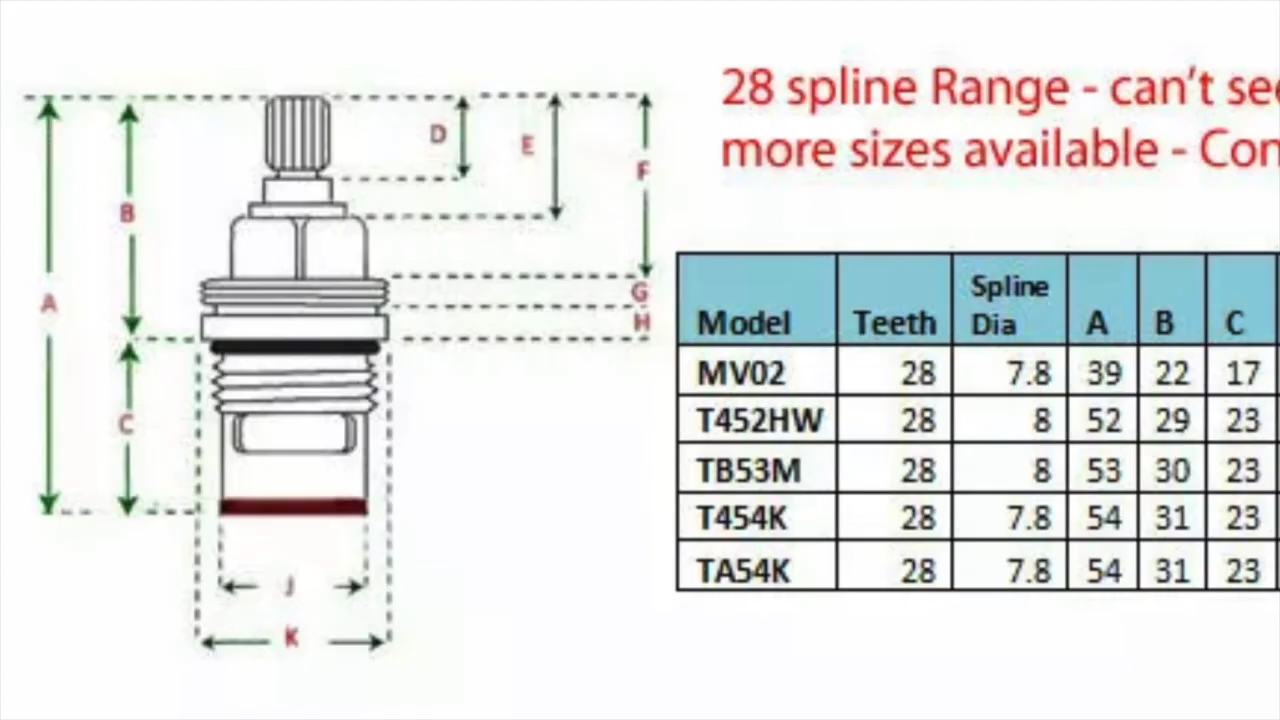 28 spline Range - can't see
more sizes available - Con
A
B
C
D
E
F
G
H
J
K
Model Teeth Spline Dia A B C
MV02 28 7.8 39 22 17
T452HW 28 8 52 29 23
TB53M 28 8 53 30 23
T454K 28 7.8 54 31 23
TA54K 28 7.8 54 31 23